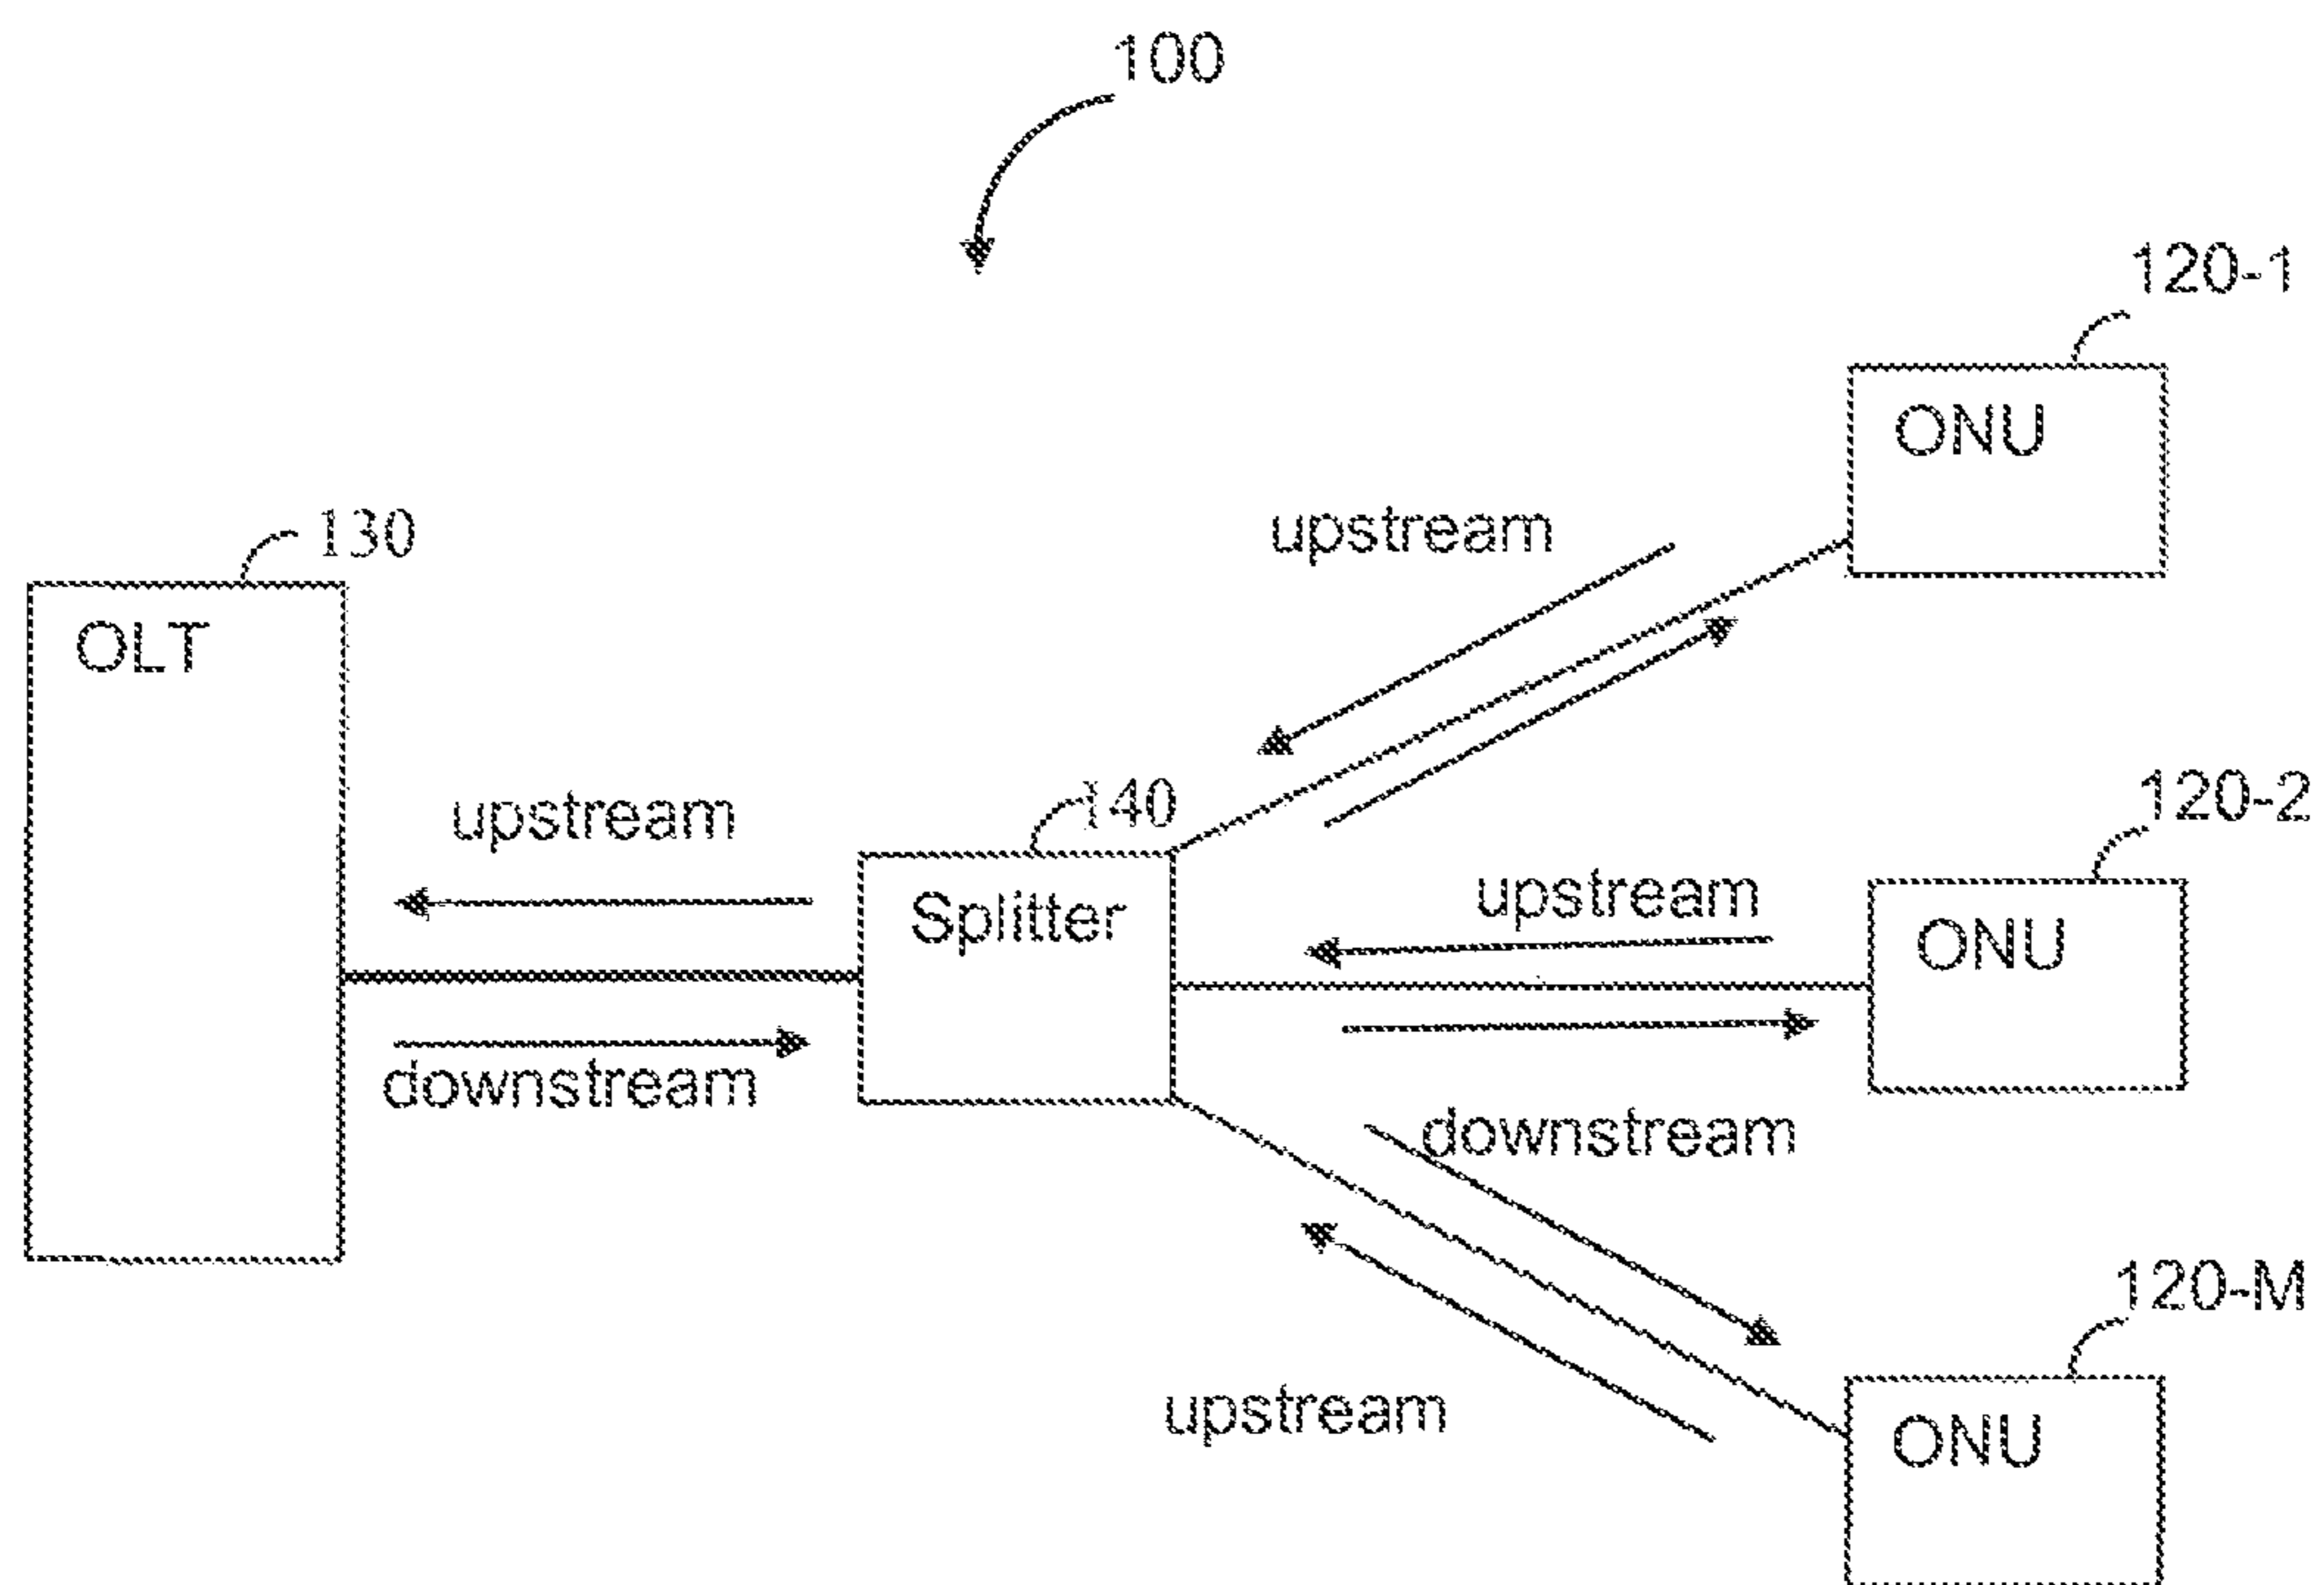 100
120-1
ONU
130
upstream
OLT
120-2
140
upstream
upstream
Splitter
ONU
downstream
downstream
120-M
upstream
ONU